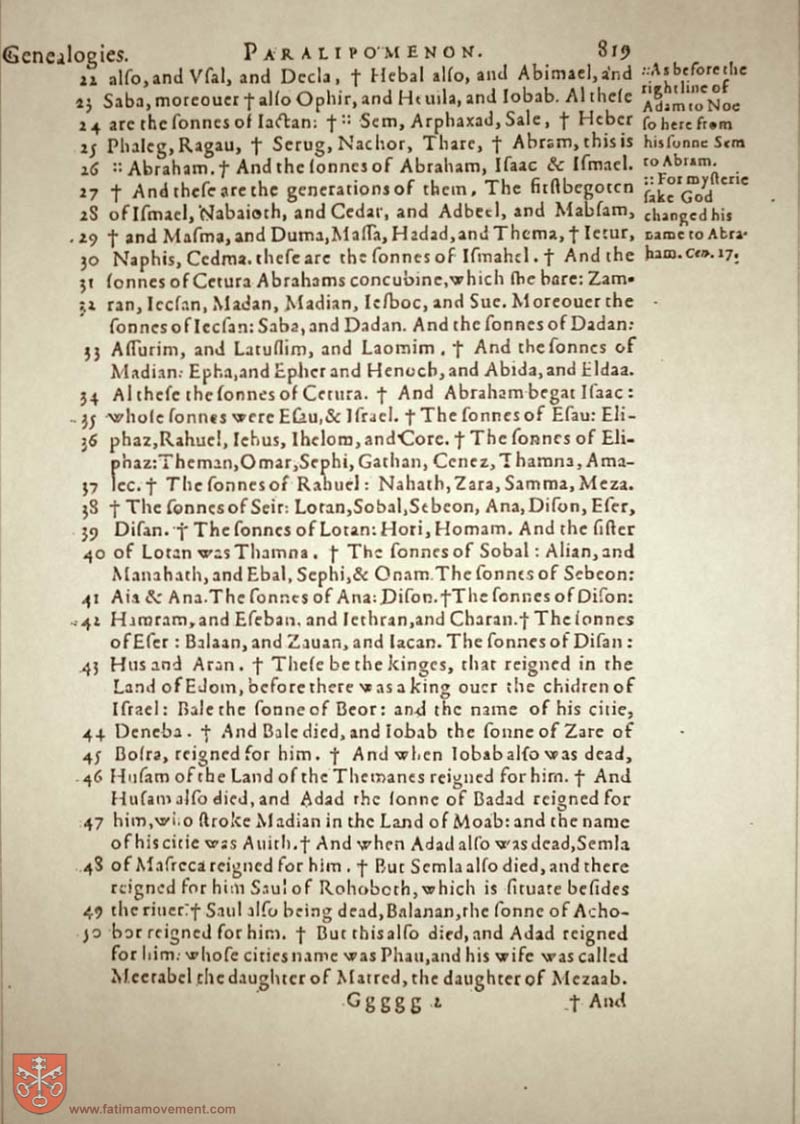 Genealogies. PARALIPOMENON. 819
22 alſo, and Vſal, and Decla, † Hebal alſo, and Abimael, and
23 Saba, moreouer † alſo Ophir, and Heuila, and Iobab. Al theſe
24 are the ſonnes of Iactan: † :: Sem, Arphaxad, Sale, † Heber
25 Phaleg, Ragau, † Serug, Nachor, Thare, † Abram, this is
26 :: Abraham. † And the ſonnes of Abraham, Iſaac & Iſmael.
27 † And theſe are the generations of them. The firſtbegoten
28 of Iſmael, Nabaioth, and Cedar, and Adbeel, and Mabſam,
29 † and Maſma, and Duma, Maſſa, Hadad, and Thema, † Ietur,
30 Naphis, Cedma. theſe are the ſonnes of Iſmahel. † And the
31 ſonnes of Cetura Abrahams concubine, which ſhe bare: Zam-
32 ran, Iecſan, Madan, Madian, Ieſboc, and Sue. Moreouer the
ſonnes of Iecſan: Saba, and Dadan. And the ſonnes of Dadan:
33 Aſſurim, and Latuſſim, and Laomim. † And the ſonnes of
Madian: Epha, and Epher and Henoch, and Abida, and Eldaa.
34 Al theſe the ſonnes of Cetura. † And Abraham begat Iſaac:
35 whoſe ſonnes were Eſau, & Iſrael. † The ſonnes of Eſau: Eli-
36 phaz, Rahuel, Iehus, Ihelom, and Core. † The ſonnes of Eli-
phaz: Theman, Omar, Sephi, Gathan, Cenez, Thamna, Ama-
37 lec. † The ſonnes of Rahuel: Nahath, Zara, Samma, Meza.
38 † The ſonnes of Seir: Lotan, Sobal, Sebeon, Ana, Diſon, Eſer,
39 Diſan. † The ſonnes of Lotan: Hori, Homam. And the ſiſter
40 of Lotan was Thamna. † The ſonnes of Sobal: Alian, and
Manahath, and Ebal, Sephi, & Onam. The ſonnes of Sebeon:
41 Aia & Ana. The ſonnes of Ana: Diſon. † The ſonnes of Diſon:
42 Hamram, and Eſeban, and Iethran, and Charan. † The ſonnes
of Eſer: Balaan, and Zauan, and Iacan. The ſonnes of Diſan:
43 Hus and Aran. † Theſe be the kinges, that reigned in the
Land of Edom, before there was a king ouer the chidren of
Iſrael: Bale the ſonne of Beor: and the name of his citie,
44 Deneba. † And Bale died, and Iobab the ſonne of Zare of
45 Boſra, reigned for him. † And when Iobab alſo was dead,
46 Huſam of the Land of the Themanes reigned for him. † And
Huſam alſo died, and Adad the ſonne of Badad reigned for
47 him, who ſtroke Madian in the Land of Moab: and the name
of his citie was Auith. † And when Adad alſo was dead, Semla
48 of Maſreca reigned for him. † But Semla alſo died, and there
reigned for him Saul of Rohoboth, which is ſituate beſides
49 the riuer. † Saul alſo being dead, Balanan, the ſonne of Acho-
50 bor reigned for him. † But this alſo died, and Adad reigned
for him: whoſe cities name was Phau, and his wife was called
Meetabel the daughter of Matred, the daughter of Mezaab.
Ggggg 2 † And
:: As before the
right line of
Adam to Noe
ſo here from
his ſonne Sem
to Abram.
:: For myſterie
ſake God
changed his
name to Abra-
ham. Gen. 17.
www.fatimamovement.com